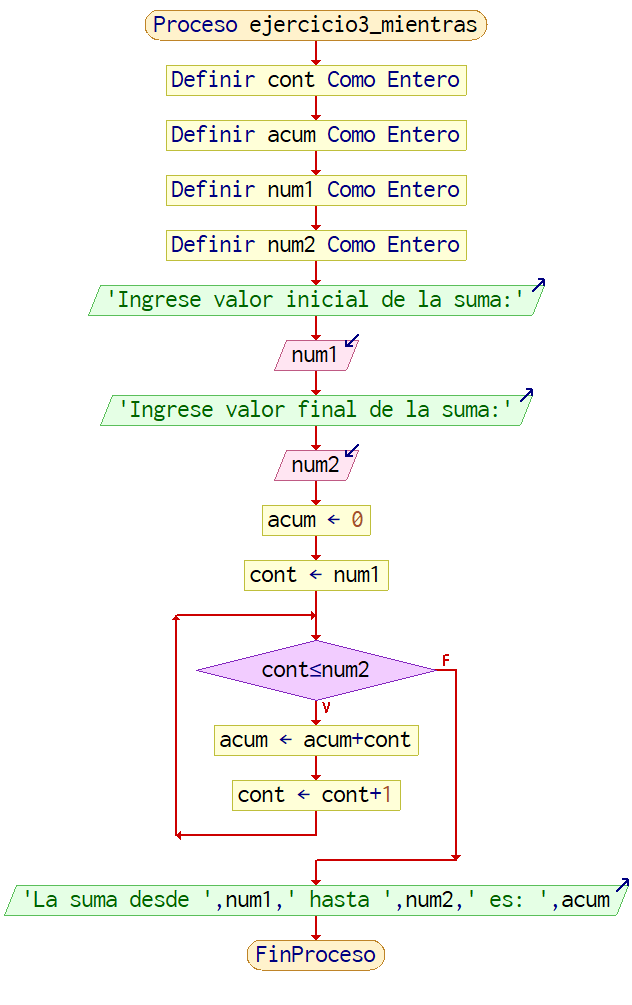 Proceso ejercicio3_mientras
Definir cont Como Entero
Definir acum Como Entero
Definir num1 Como Entero
Definir num2 Como Entero
'Ingrese valor inicial de la suma:'
num1
'Ingrese valor final de la suma:'
num2
acum ← 0
cont ← num1
cont≤num2
F
V
acum ← acum+cont
cont ← cont+1
'La suma desde ',num1,' hasta ',num2,' es: ',acum
FinProceso